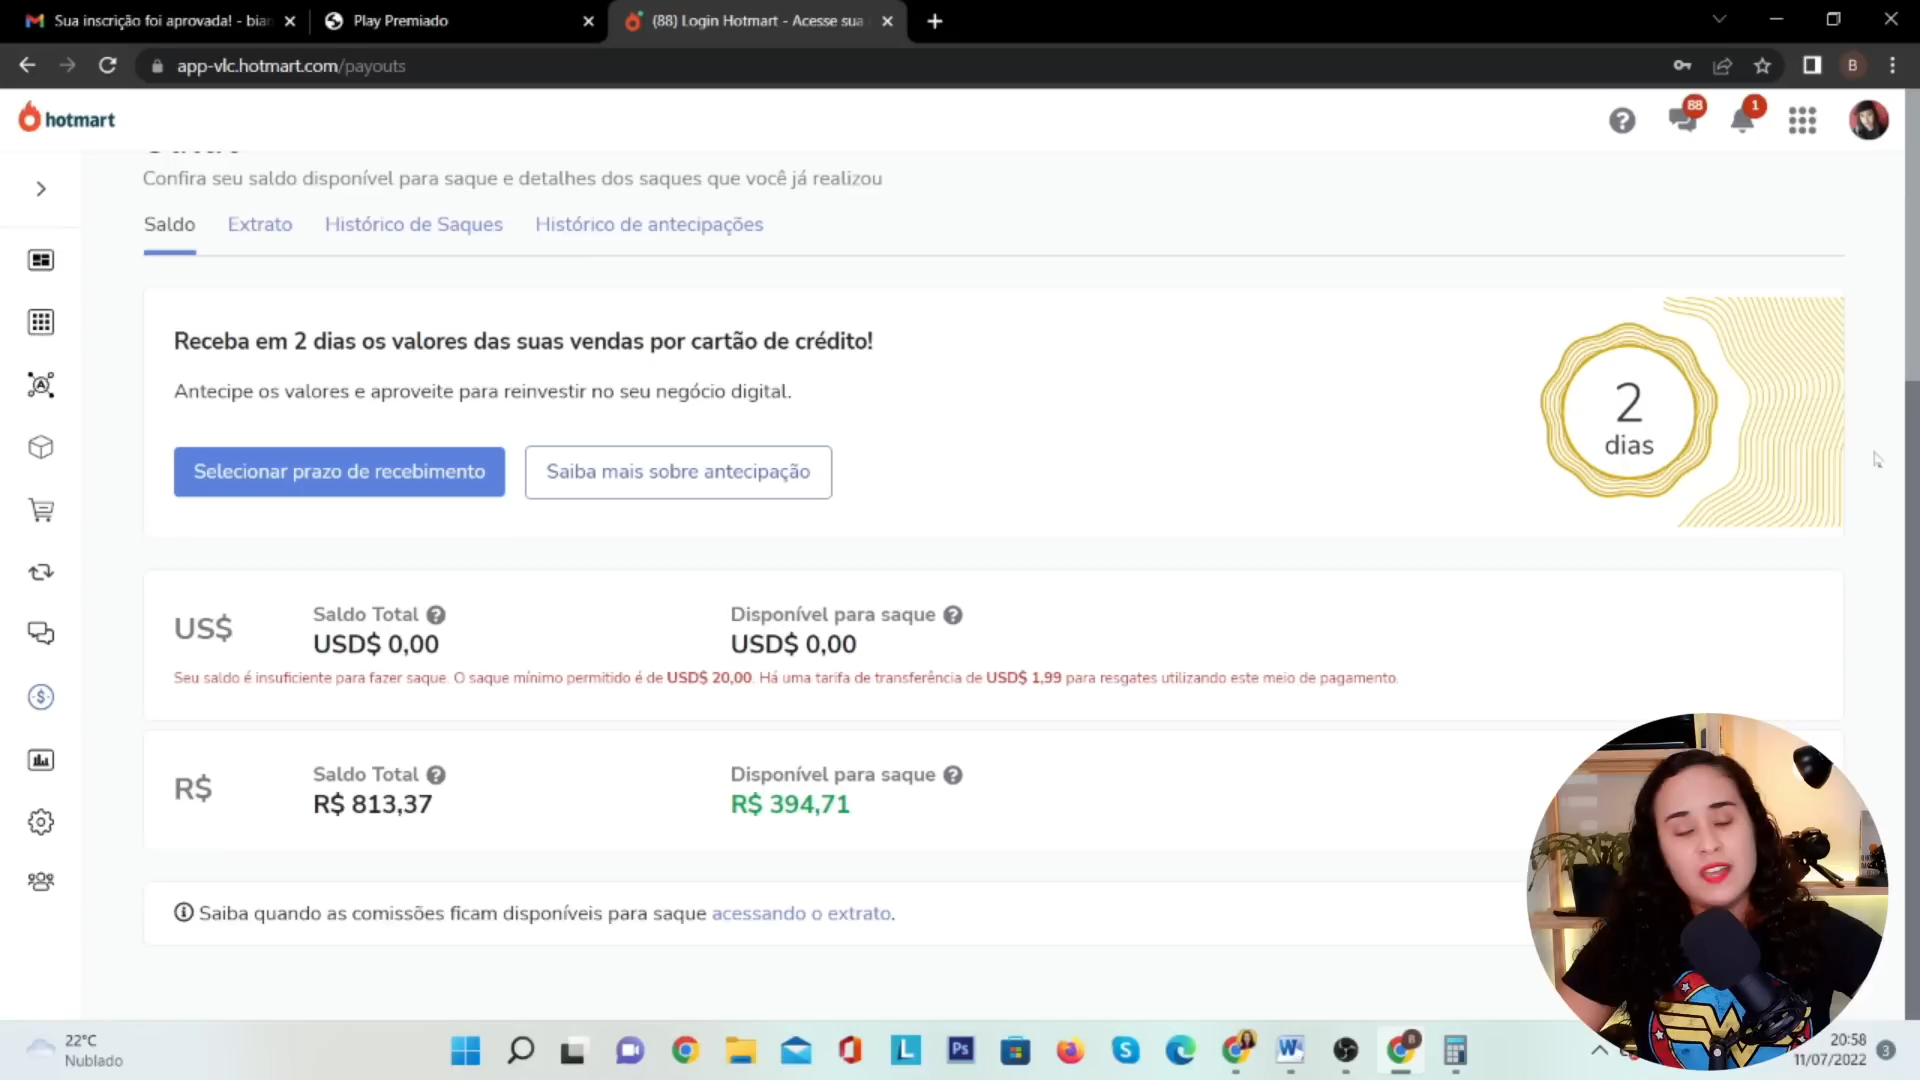 Sua inscrição foi aprovada! - bian
Play Premiado
(88) Login Hotmart - Acesse sua
app-vlc.hotmart.com/payouts
B
hotmart
88
1
Confira seu saldo disponível para saque e detalhes dos saques que você já realizou
Saldo
Extrato
Histórico de Saques
Histórico de antecipações
Receba em 2 dias os valores das suas vendas por cartão de crédito!
Antecipe os valores e aproveite para reinvestir no seu negócio digital.
Selecionar prazo de recebimento
Saiba mais sobre antecipação
2
dias
US$
Saldo Total
USD$ 0,00
Disponível para saque
USD$ 0,00
Seu saldo é insuficiente para fazer saque. O saque mínimo permitido é de USD$ 20,00. Há uma tarifa de transferência de USD$ 1,99 para resgates utilizando este meio de pagamento.
R$
Saldo Total
R$ 813,37
Disponível para saque
R$ 394,71
Saiba quando as comissões ficam disponíveis para saque acessando o extrato.
22°C
Nublado
L
Ps
20:58
11/07/2022
3